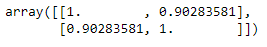 array([[1.        , 0.90283581],
       [0.90283581, 1.        ]])